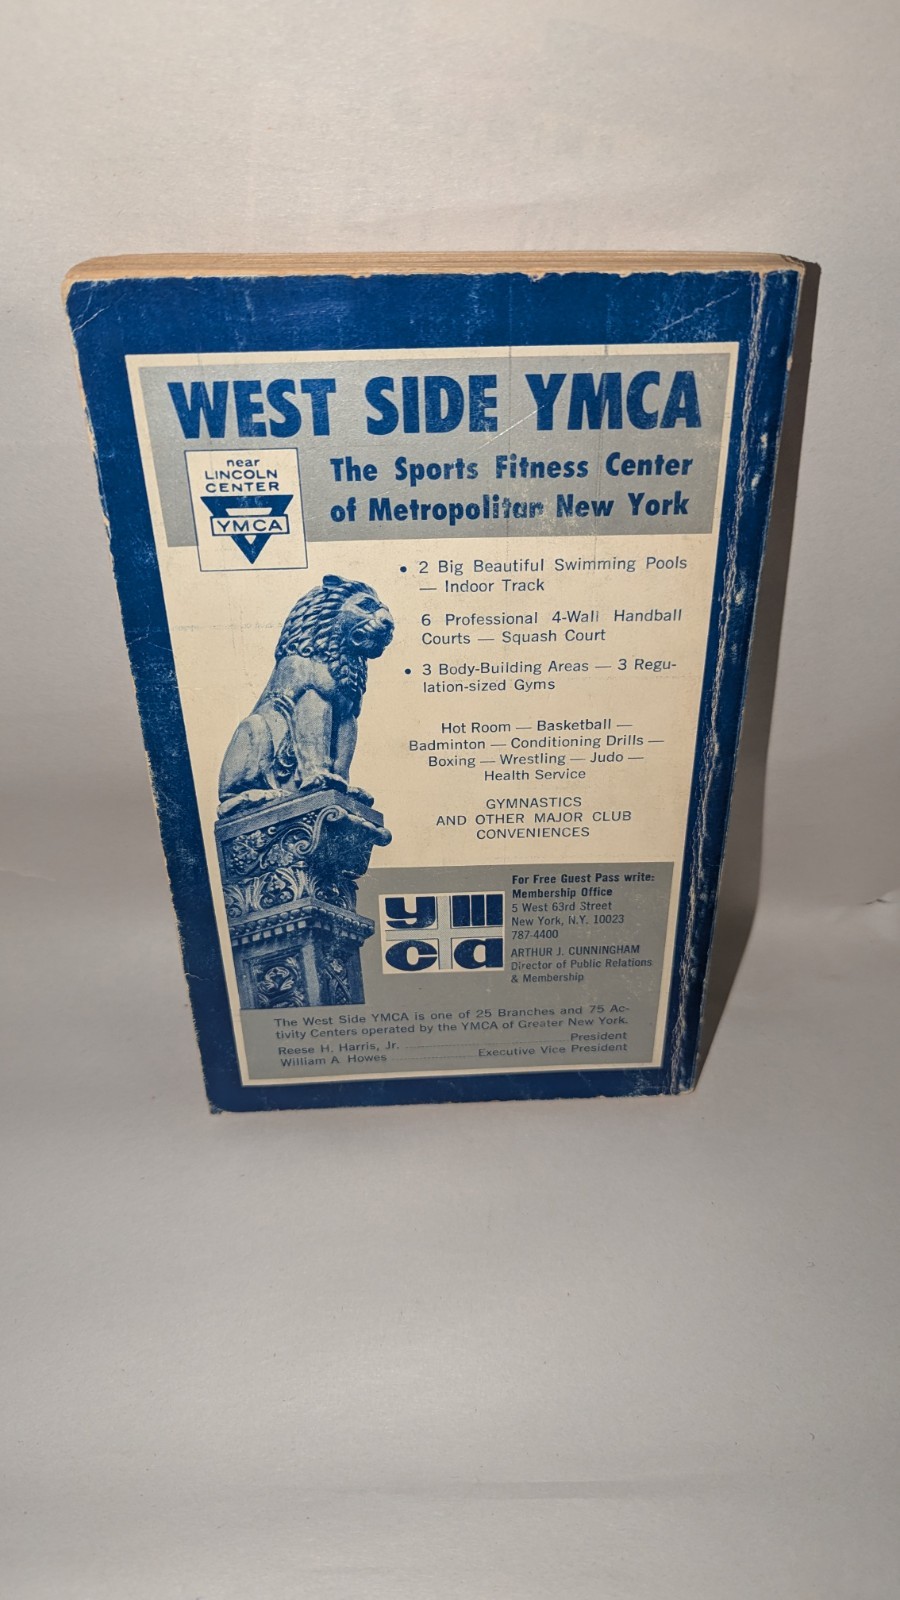 WEST SIDE YMCA
near
LINCOLN
CENTER
YMCA
The Sports Fitness Center
of Metropolitan New York
• 2 Big Beautiful Swimming Pools
— Indoor Track
6 Professional 4-Wall Handball
Courts — Squash Court
• 3 Body-Building Areas — 3 Regu-
lation-sized Gyms
Hot Room — Basketball —
Badminton — Conditioning Drills —
Boxing — Wrestling — Judo —
Health Service
GYMNASTICS
AND OTHER MAJOR CLUB
CONVENIENCES
ymca
For Free Guest Pass write:
Membership Office
5 West 63rd Street
New York, N.Y. 10023
787-4400
ARTHUR J. CUNNINGHAM
Director of Public Relations
& Membership
The West Side YMCA is one of 25 Branches and 75 Ac-
tivity Centers operated by the YMCA of Greater New York.
Reese H. Harris, Jr. President
William A. Howes Executive Vice President